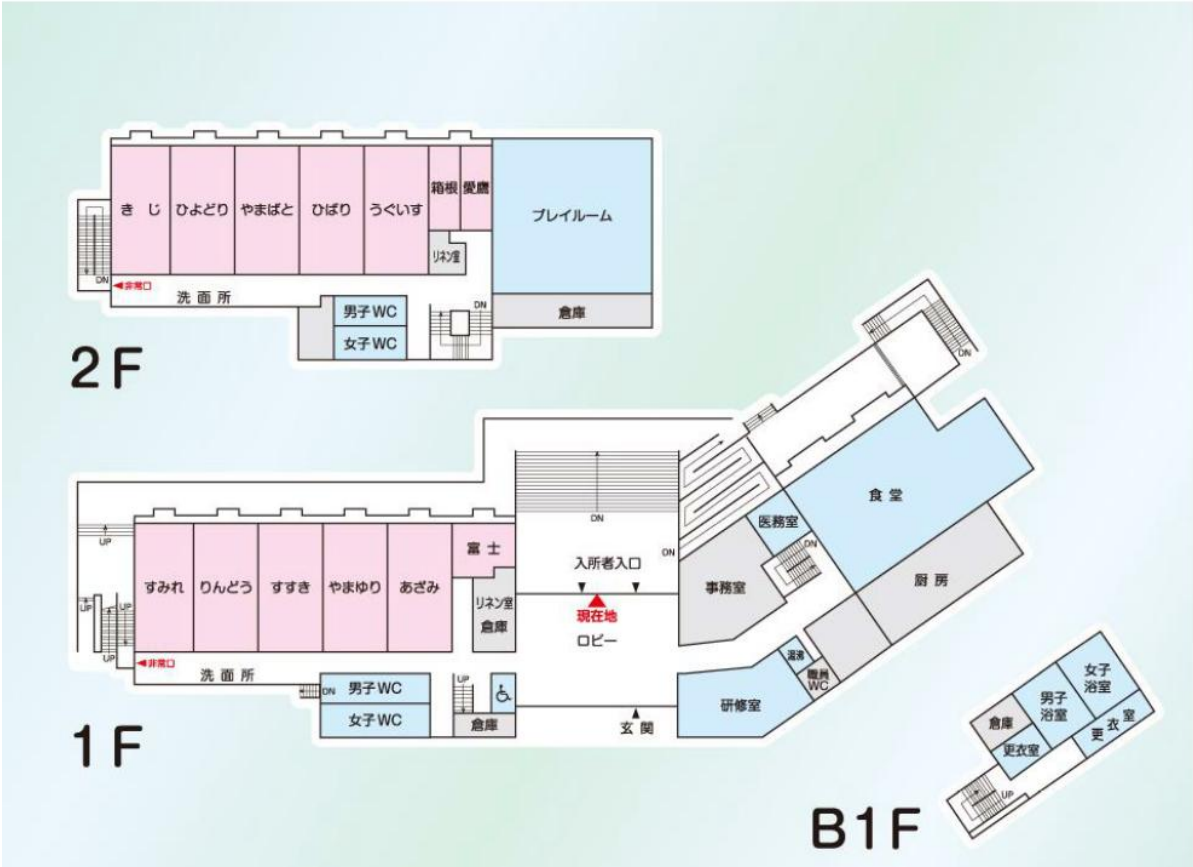 きじ
ひよどり
やまばと
ひばり
うぐいす
箱根
愛鷹
プレイルーム
リネン室
DN
◀非常口
洗面所
男子WC
女子WC
DN
倉庫
2F
DN
食堂
医務室
DN
DN
DN
UP
入所者入口
事務室
厨房
すみれ
りんどう
すすき
やまゆり
あざみ
富士
リネン室
倉庫
現在地
ロビー
UP
UP
UP
◀非常口
洗面所
湯沸
職員
WC
DN
男子WC
女子WC
UP
倉庫
研修室
玄関
1F
女子
浴室
男子
浴室
倉庫
更衣室
更衣室
UP
B1F